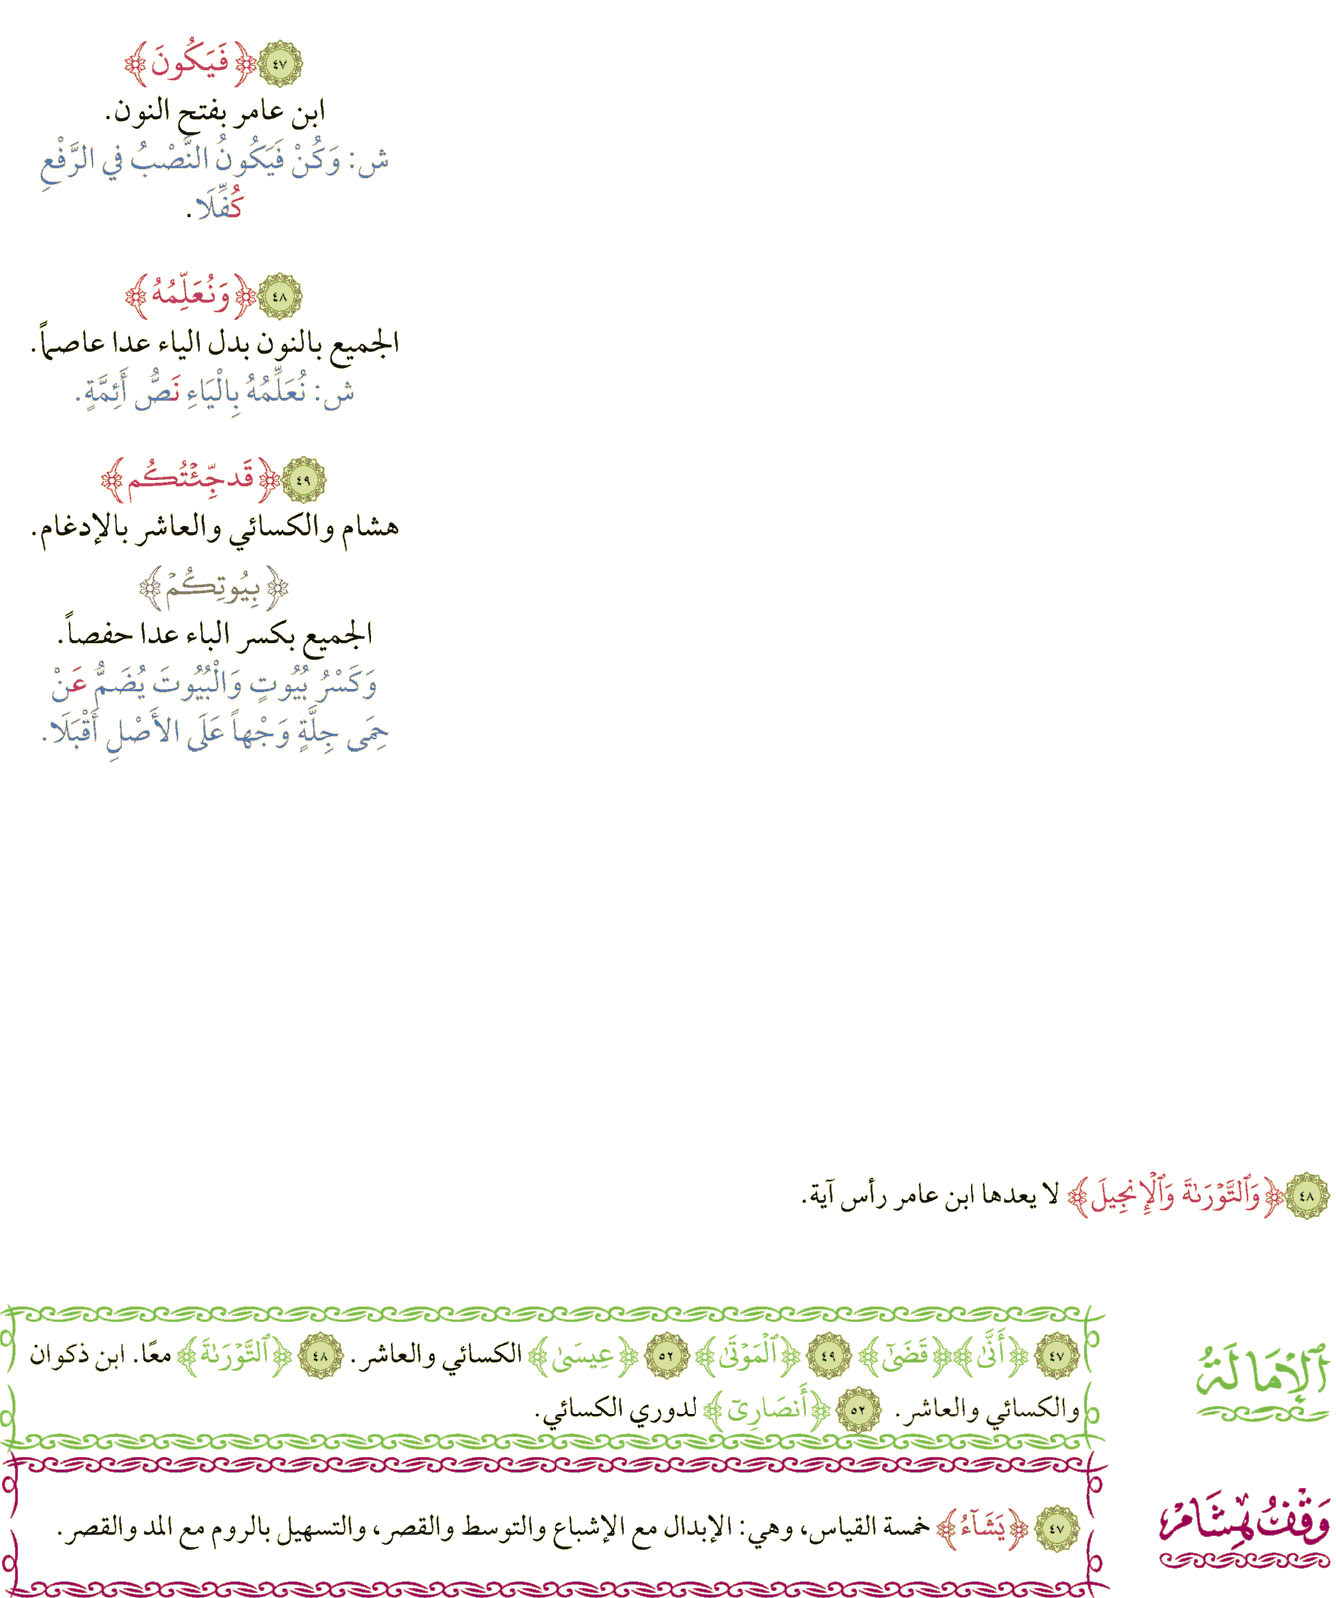 ٤٧ ﴿فَيَكُونَ﴾
ابن عامر بفتح النون.
ش: وَكُنْ فَيَكُونُ النَّصْبُ في الرَّفْعِ
كُفِّلَا.
٤٨ ﴿وَنُعَلِّمُهُ﴾
الجميع بالنون بدل الياء عدا عاصماً.
ش: نُعَلِّمُهُ بِالْيَاءِ نَصُّ أَئِمَّةٍ.
٤٩ ﴿قَد جِّئۡتُكُم﴾
هشام والكسائي والعاشر بالإدغام.
﴿بِيُوتِكُمۡ﴾
الجميع بكسر الباء عدا حفصاً.
وَكَسْرُ بُيُوتٍ وَالْبُيُوتَ يُضَمُّ عَنْ
حِمَى جِلَّةٍ وَجْهاً عَلَى الأَصْلِ أَقْبَلَا.
٤٨ ﴿وَٱلتَّوۡرَىٰةَ وَٱلۡإِنجِيلَ﴾ لا يعدها ابن عامر رأس آية.
ٱلۡإِمَالَةُ
٤٧ ﴿أَنَّىٰ﴾ ﴿قَضَىٰٓ﴾ ٤٩ ﴿ٱلۡمَوۡتَىٰ﴾ ٥٢ ﴿عِيسَىٰ﴾ الكسائي والعاشر. ٤٨ ﴿ٱلتَّوۡرَىٰةَ﴾ معًا. ابن ذكوان
والكسائي والعاشر. ٥٢ ﴿أَنصَارِىٓ﴾ لدوري الكسائي.
وَقۡفُ هِشَامٍ
٤٧ ﴿يَشَآءُ﴾ خمسة القياس، وهي: الإبدال مع الإشباع والتوسط والقصر، والتسهيل بالروم مع المد والقصر.